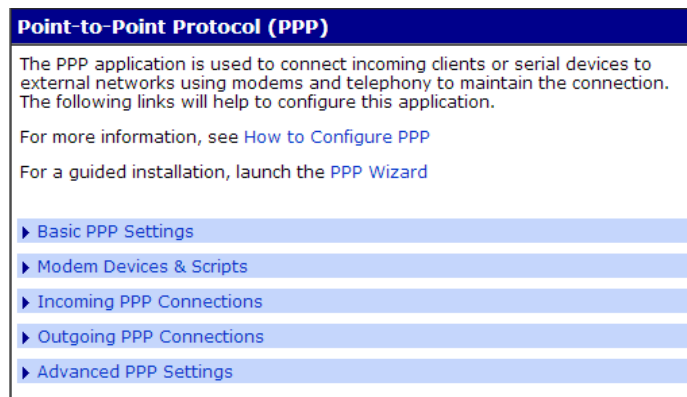 Point-to-Point Protocol (PPP)
The PPP application is used to connect incoming clients or serial devices to
external networks using modems and telephony to maintain the connection.
The following links will help to configure this application.
For more information, see How to Configure PPP
For a guided installation, launch the PPP Wizard
Basic PPP Settings
Modem Devices & Scripts
Incoming PPP Connections
Outgoing PPP Connections
Advanced PPP Settings